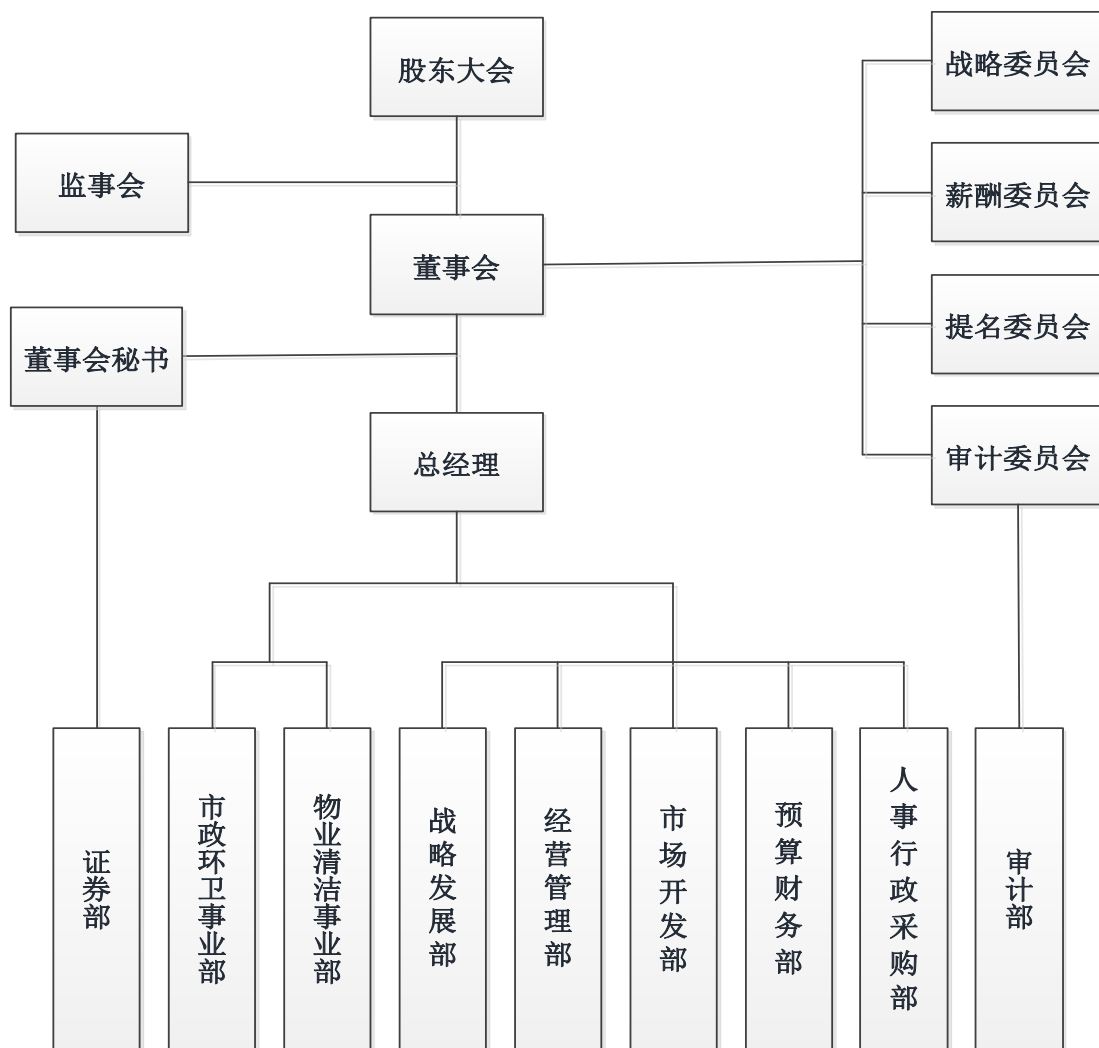 股东大会
战略委员会
监事会
薪酬委员会
董事会
提名委员会
董事会秘书
总经理
审计委员会
证券部
市政环卫事业部
物业清洁事业部
战略发展部
经营管理部
市场开发部
预算财务部
人事行政采购部
审计部